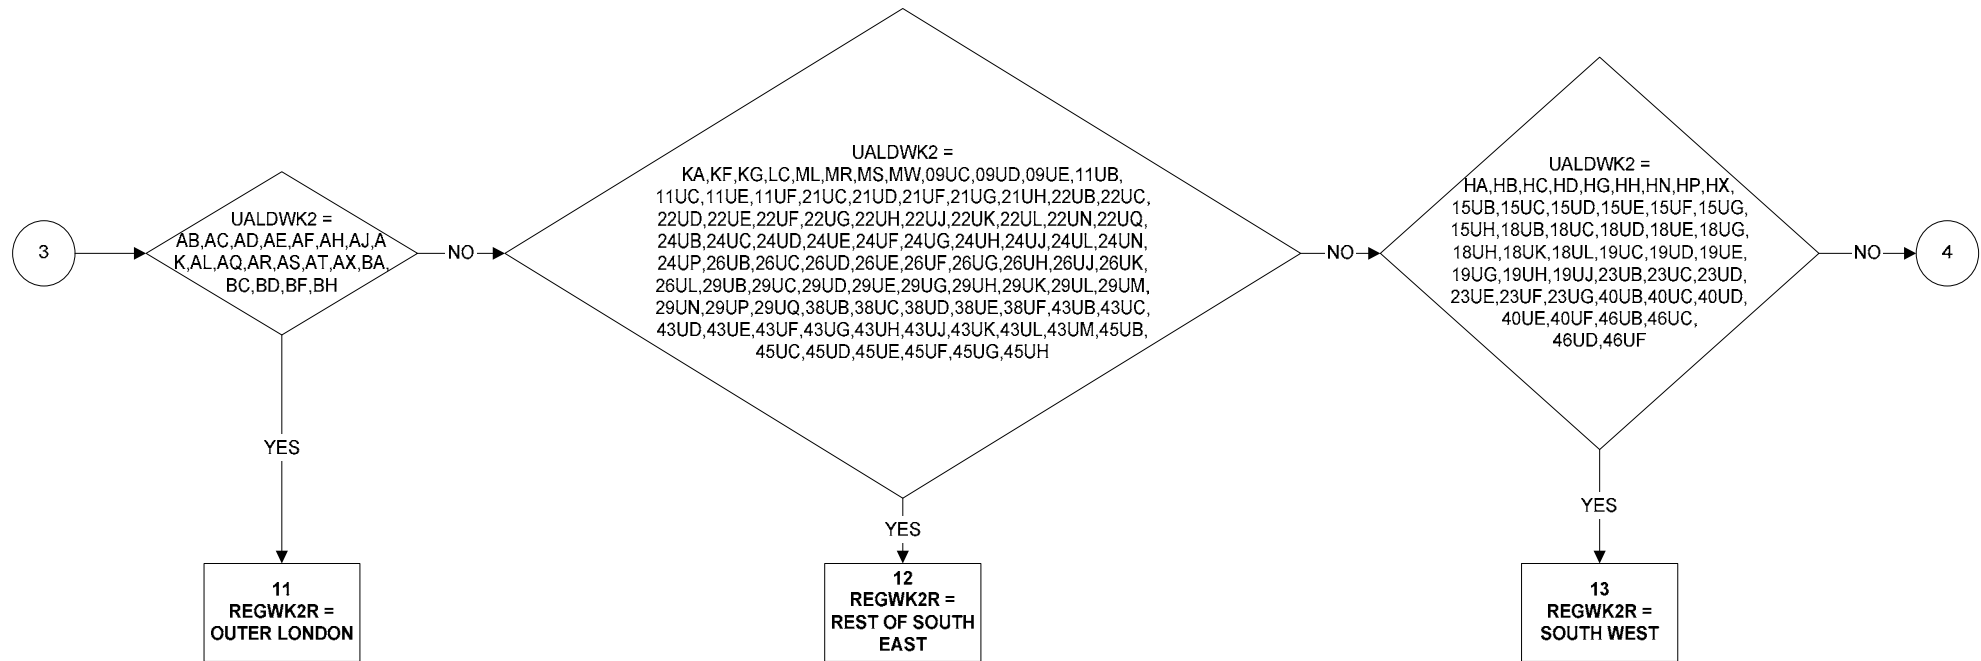 3
UALDWK2 =
AB,AC,AD,AE,AF,AH,AJ,A
K,AL,AQ,AR,AS,AT,AX,BA,
BC,BD,BF,BH
NO
YES
11
REGWK2R =
OUTER LONDON
UALDWK2 =
KA,KF,KG,LC,ML,MR,MS,MW,09UC,09UD,09UE,11UB,
11UC,11UE,11UF,21UC,21UD,21UF,21UG,21UH,22UB,22UC,
22UD,22UE,22UF,22UG,22UH,22UJ,22UK,22UL,22UN,22UQ,
24UB,24UC,24UD,24UE,24UF,24UG,24UH,24UJ,24UL,24UN,
24UP,26UB,26UC,26UD,26UE,26UF,26UG,26UH,26UJ,26UK,
26UL,29UB,29UC,29UD,29UE,29UG,29UH,29UK,29UL,29UM,
29UN,29UP,29UQ,38UB,38UC,38UD,38UE,38UF,43UB,43UC,
43UD,43UE,43UF,43UG,43UH,43UJ,43UK,43UL,43UM,45UB,
45UC,45UD,45UE,45UF,45UG,45UH
NO
YES
12
REGWK2R =
REST OF SOUTH
EAST
UALDWK2 =
HA,HB,HC,HD,HG,HH,HN,HP,HX,
15UB,15UC,15UD,15UE,15UF,15UG,
15UH,18UB,18UC,18UD,18UE,18UG,
18UH,18UK,18UL,19UC,19UD,19UE,
19UG,19UH,19UJ,23UB,23UC,23UD,
23UE,23UF,23UG,40UB,40UC,40UD,
40UE,40UF,46UB,46UC,
46UD,46UF
NO
YES
13
REGWK2R =
SOUTH WEST
4